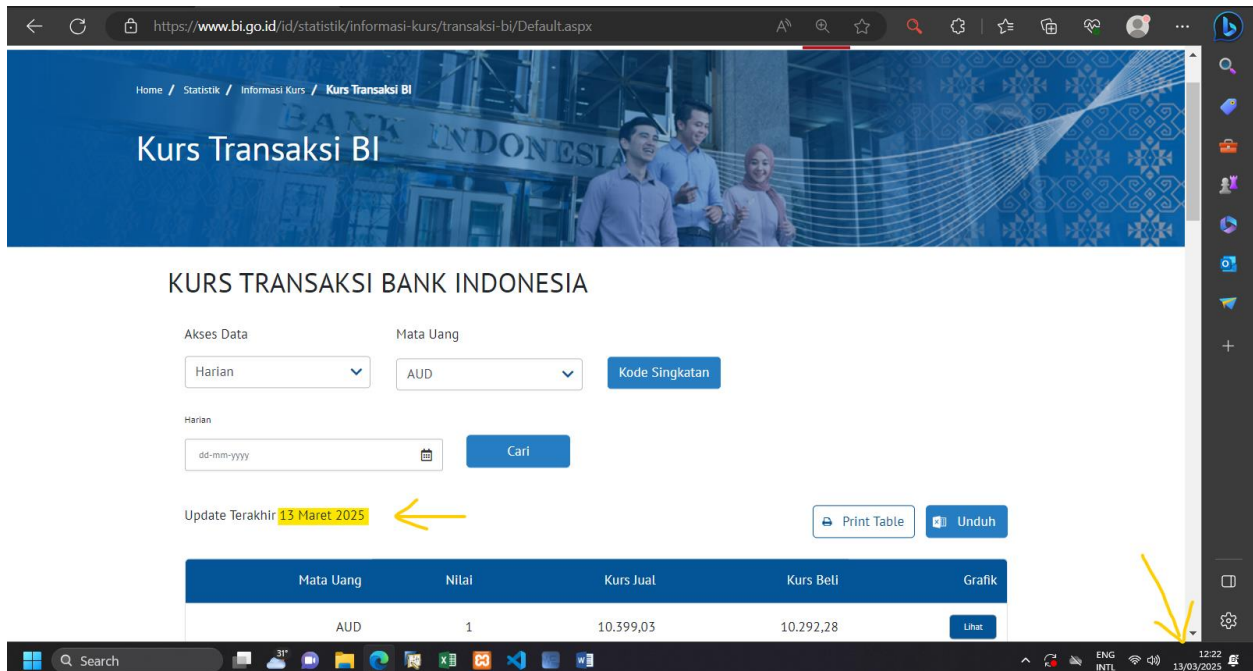 https://www.bi.go.id/id/statistik/informasi-kurs/transaksi-bi/Default.aspx
Home / Statistik / Informasi Kurs / Kurs Transaksi BI
BANK INDONESIA
Kurs Transaksi BI
KURS TRANSAKSI BANK INDONESIA
Akses Data Mata Uang
Harian AUD Kode Singkatan
Harian
dd-mm-yyyy Cari
Update Terakhir 13 Maret 2025 Print Table Unduh
Mata Uang Nilai Kurs Jual Kurs Beli Grafik
AUD 1 10.399,03 10.292,28 Lihat
Search 31° ENG 12:22
INTL 13/03/2025